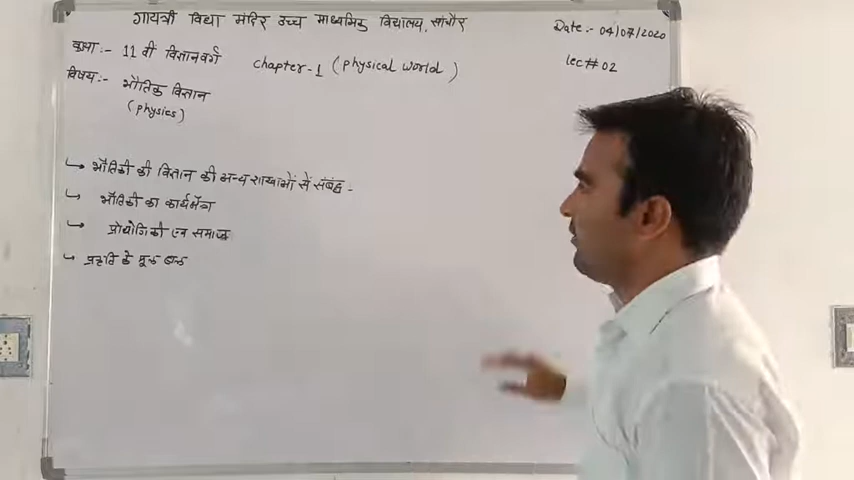 गायत्री विद्या मंदिर उच्च माध्यमिक विद्यालय, सांचौर
Date:- 04/07/2020
कक्षा:- 11 वीं विज्ञान वर्ग
chapter-1 (physical world)
lec# 02
विषय:- भौतिक विज्ञान
(physics)
↳ भौतिकी की विज्ञान की अन्य शाखाओं से संबंध -
↳ भौतिकी का कार्यक्षेत्र
↳ प्रोद्योगिकी एवं समाज
↳ प्रकृति के मूल बल